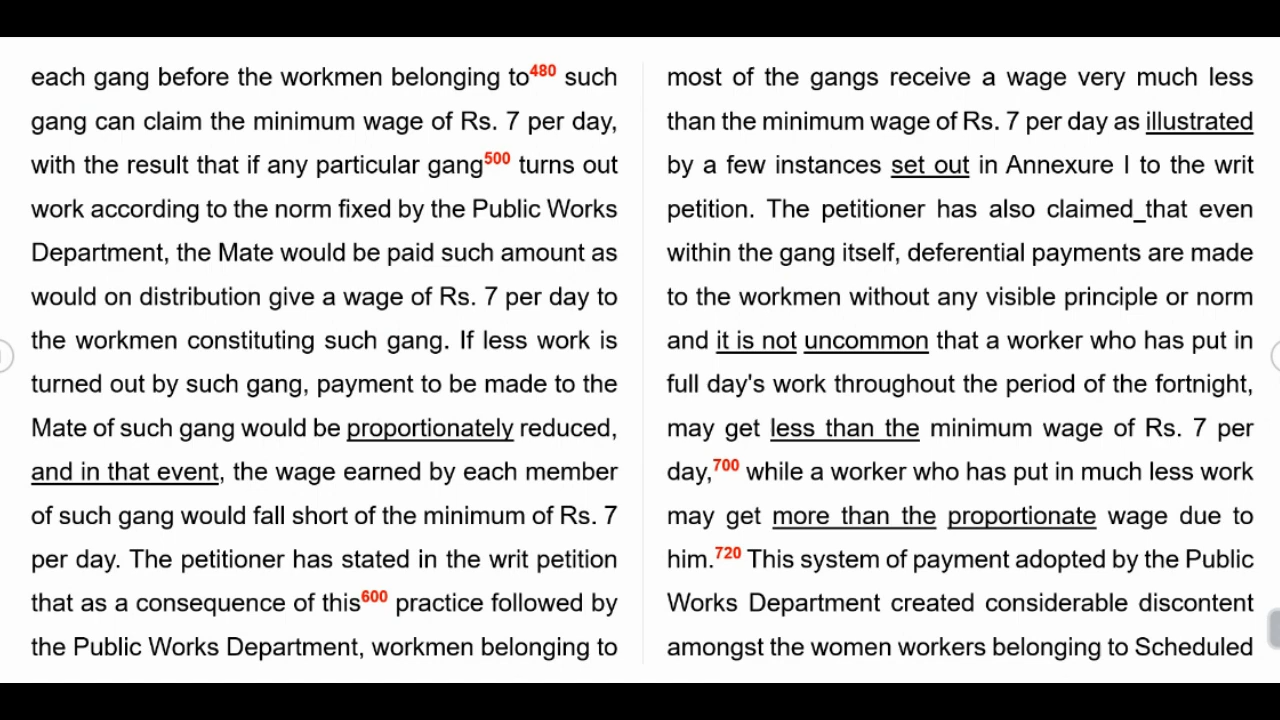 each gang before the workmen belonging to480 such
gang can claim the minimum wage of Rs. 7 per day,
with the result that if any particular gang500 turns out
work according to the norm fixed by the Public Works
Department, the Mate would be paid such amount as
would on distribution give a wage of Rs. 7 per day to
the workmen constituting such gang. If less work is
turned out by such gang, payment to be made to the
Mate of such gang would be proportionately reduced,
and in that event, the wage earned by each member
of such gang would fall short of the minimum of Rs. 7
per day. The petitioner has stated in the writ petition
that as a consequence of this600 practice followed by
the Public Works Department, workmen belonging to
most of the gangs receive a wage very much less
than the minimum wage of Rs. 7 per day as illustrated
by a few instances set out in Annexure I to the writ
petition. The petitioner has also claimed_that even
within the gang itself, deferential payments are made
to the workmen without any visible principle or norm
and it is not uncommon that a worker who has put in
full day's work throughout the period of the fortnight,
may get less than the minimum wage of Rs. 7 per
day,700 while a worker who has put in much less work
may get more than the proportionate wage due to
him.720 This system of payment adopted by the Public
Works Department created considerable discontent
amongst the women workers belonging to Scheduled